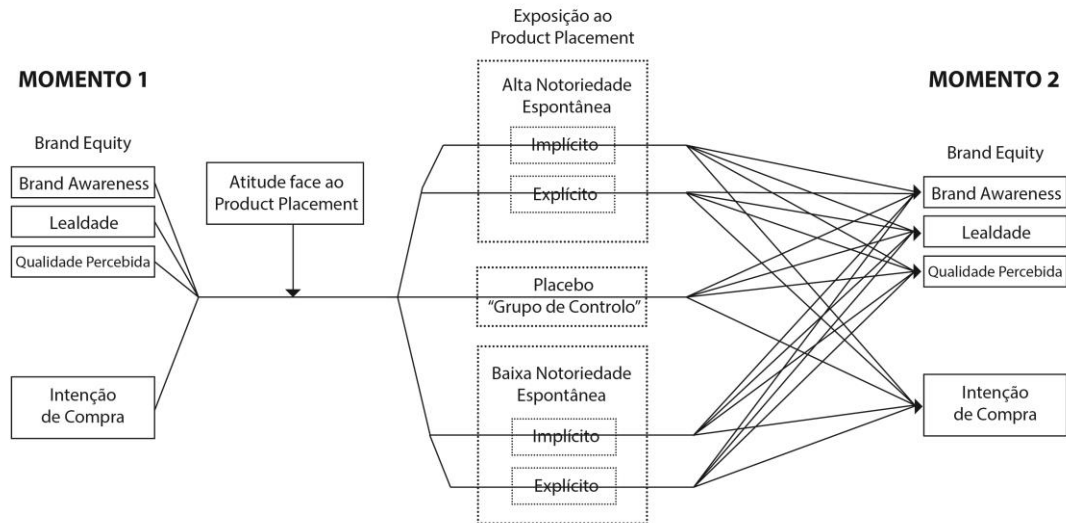 MOMENTO 1
Brand Equity
Brand Awareness
Lealdade
Qualidade Percebida
Intenção
de Compra
Atitude face ao
Product Placement
Exposição ao
Product Placement
Alta Notoriedade
Espontânea
Implícito
Explícito
Placebo
“Grupo de Controlo”
Baixa Notoriedade
Espontânea
Implícito
Explícito
MOMENTO 2
Brand Equity
Brand Awareness
Lealdade
Qualidade Percebida
Intenção
de Compra